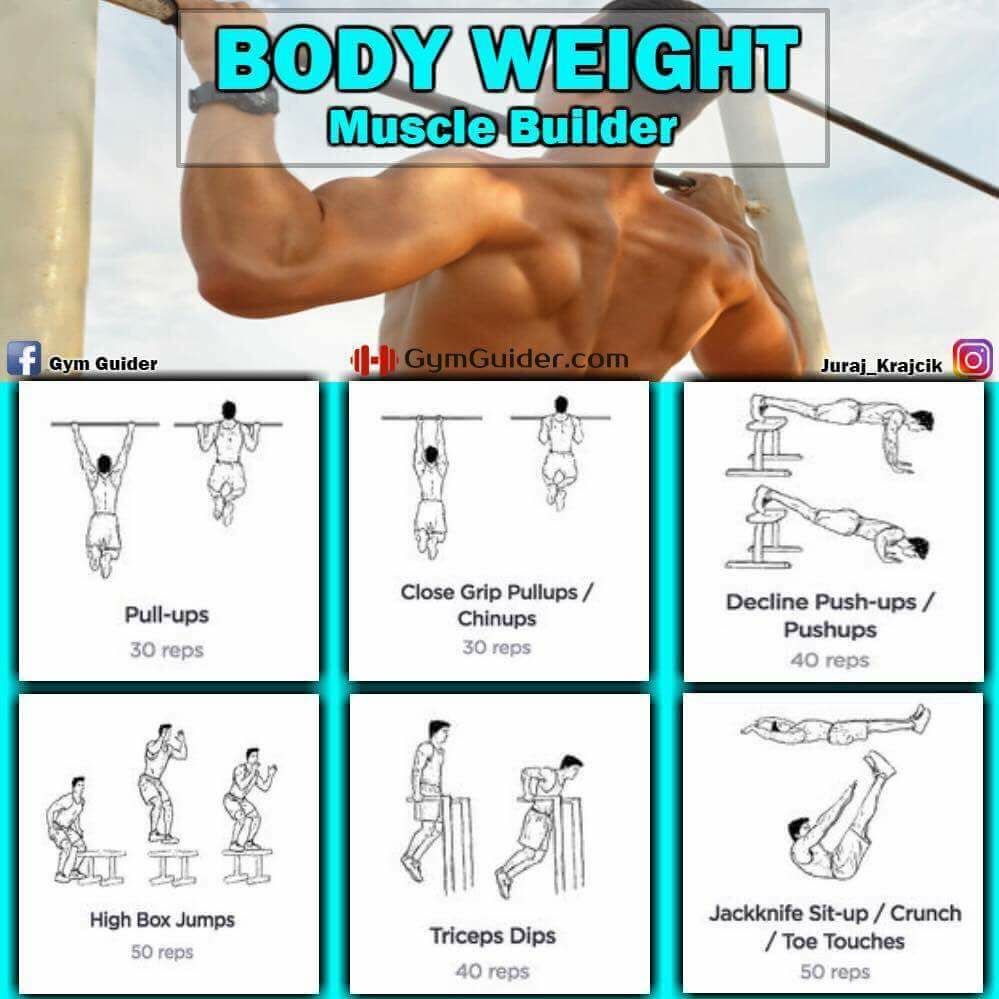 BODY WEIGHT
Muscle Builder
Gym Guider
GymGuider.com
Juraj_Krajcik
Pull-ups
30 reps
Close Grip Pullups /
Chinups
30 reps
Decline Push-ups /
Pushups
40 reps
High Box Jumps
50 reps
Triceps Dips
40 reps
Jackknife Sit-up / Crunch
/ Toe Touches
50 reps